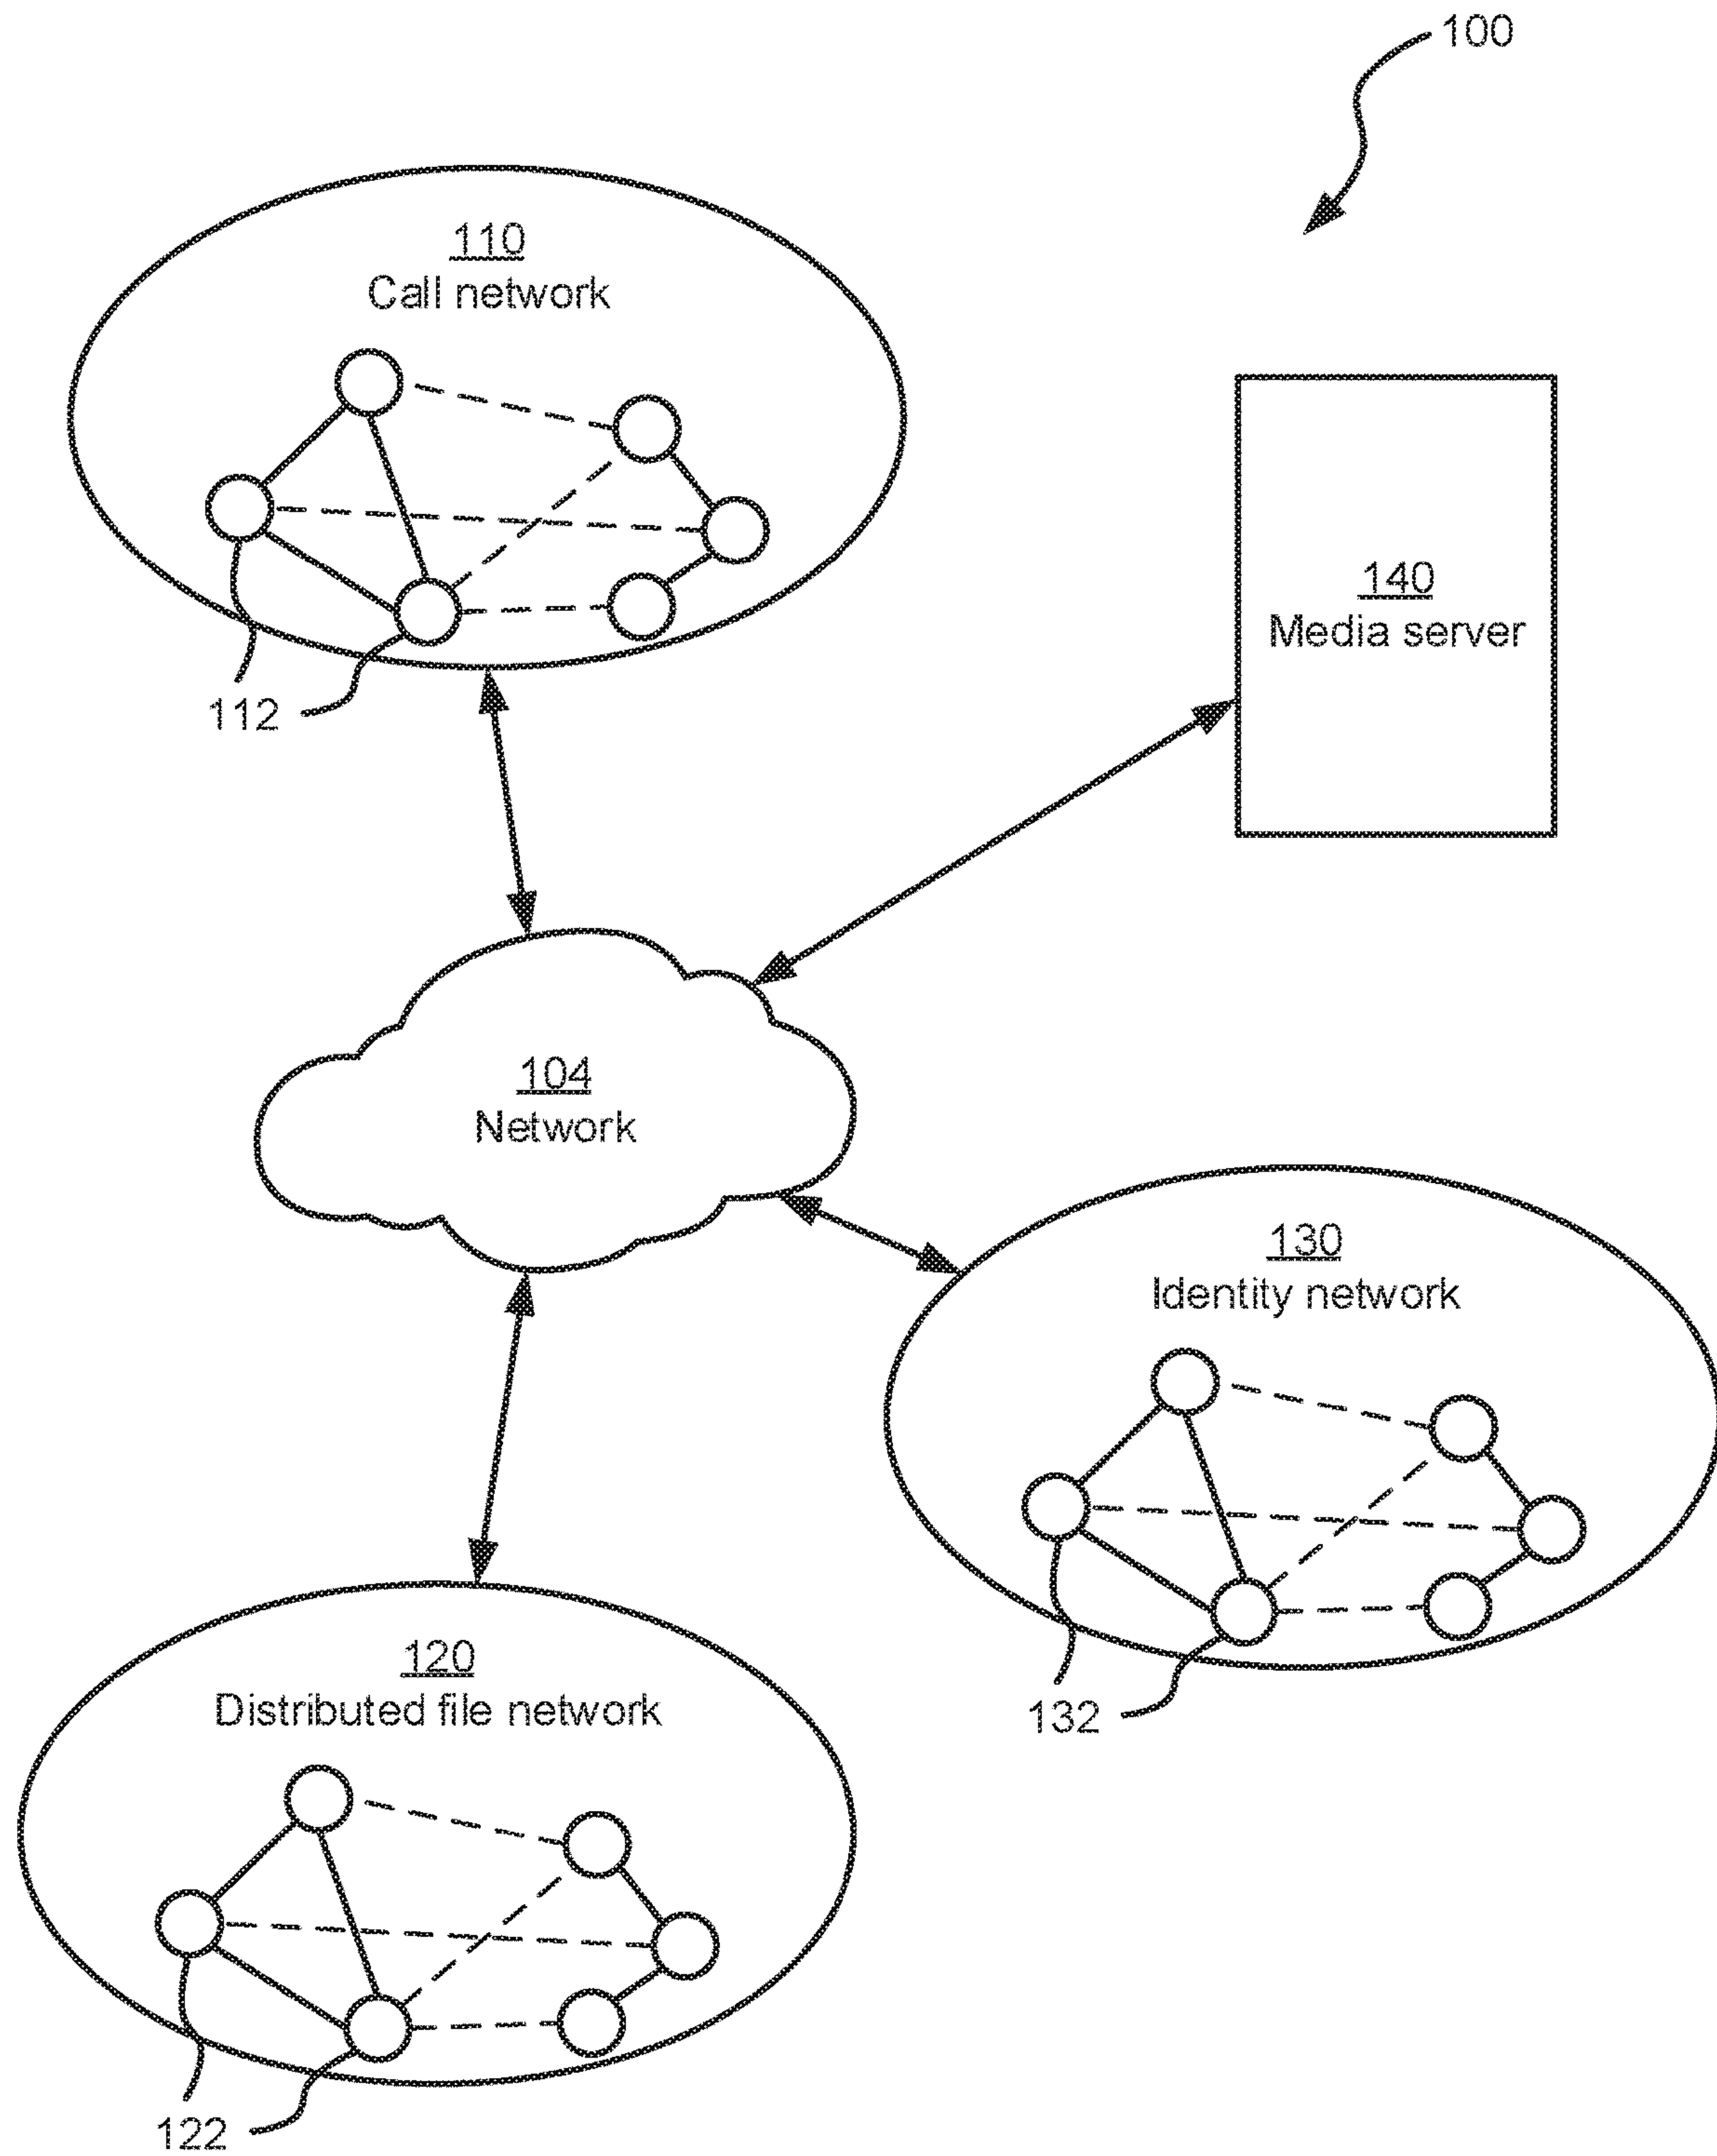 100
110
Call network
112
140
Media server
104
Network
130
Identity network
132
120
Distributed file network
122